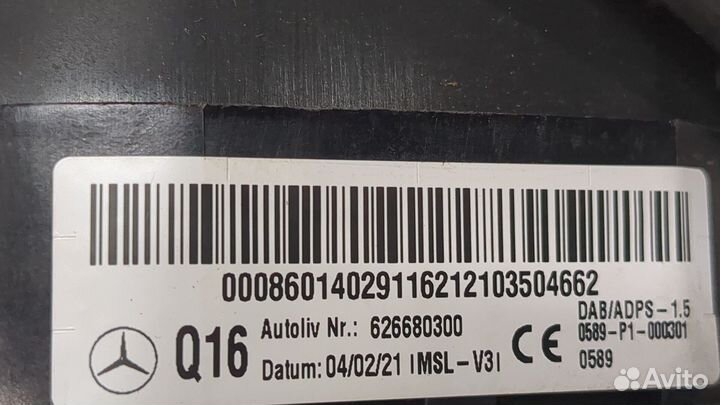 00086014029116212103504662
Q16
Autoliv Nr.: 626680300
Datum: 04/02/21 |MSL-V3|
CE
DAB/ADPS-1.5
0589-P1-000301
0589
Avito